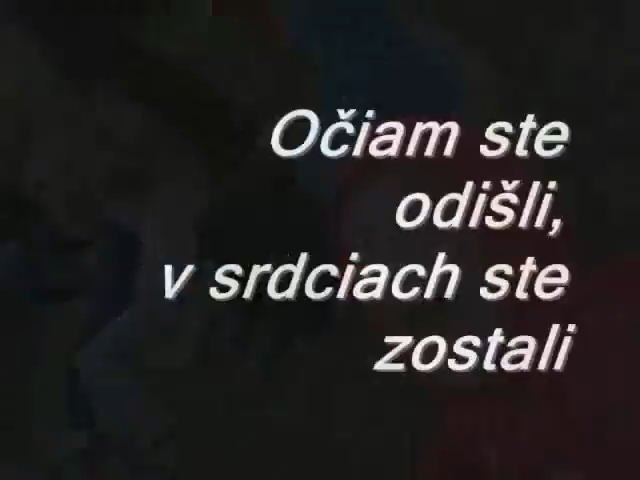 Očiam ste
odišli,
v srdciach ste
zostali